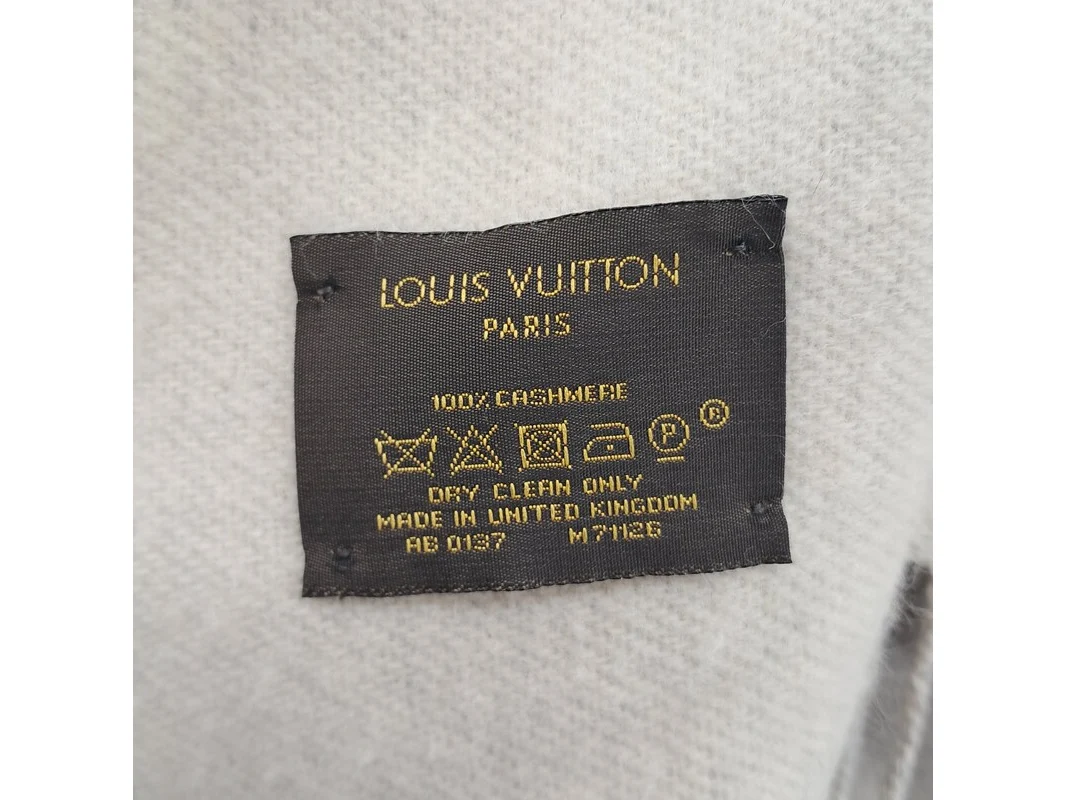 LOUIS VUITTON
PARIS
100% CASHMERE
P ®
DRY CLEAN ONLY
MADE IN UNITED KINGDOM
AB 0137 M71126